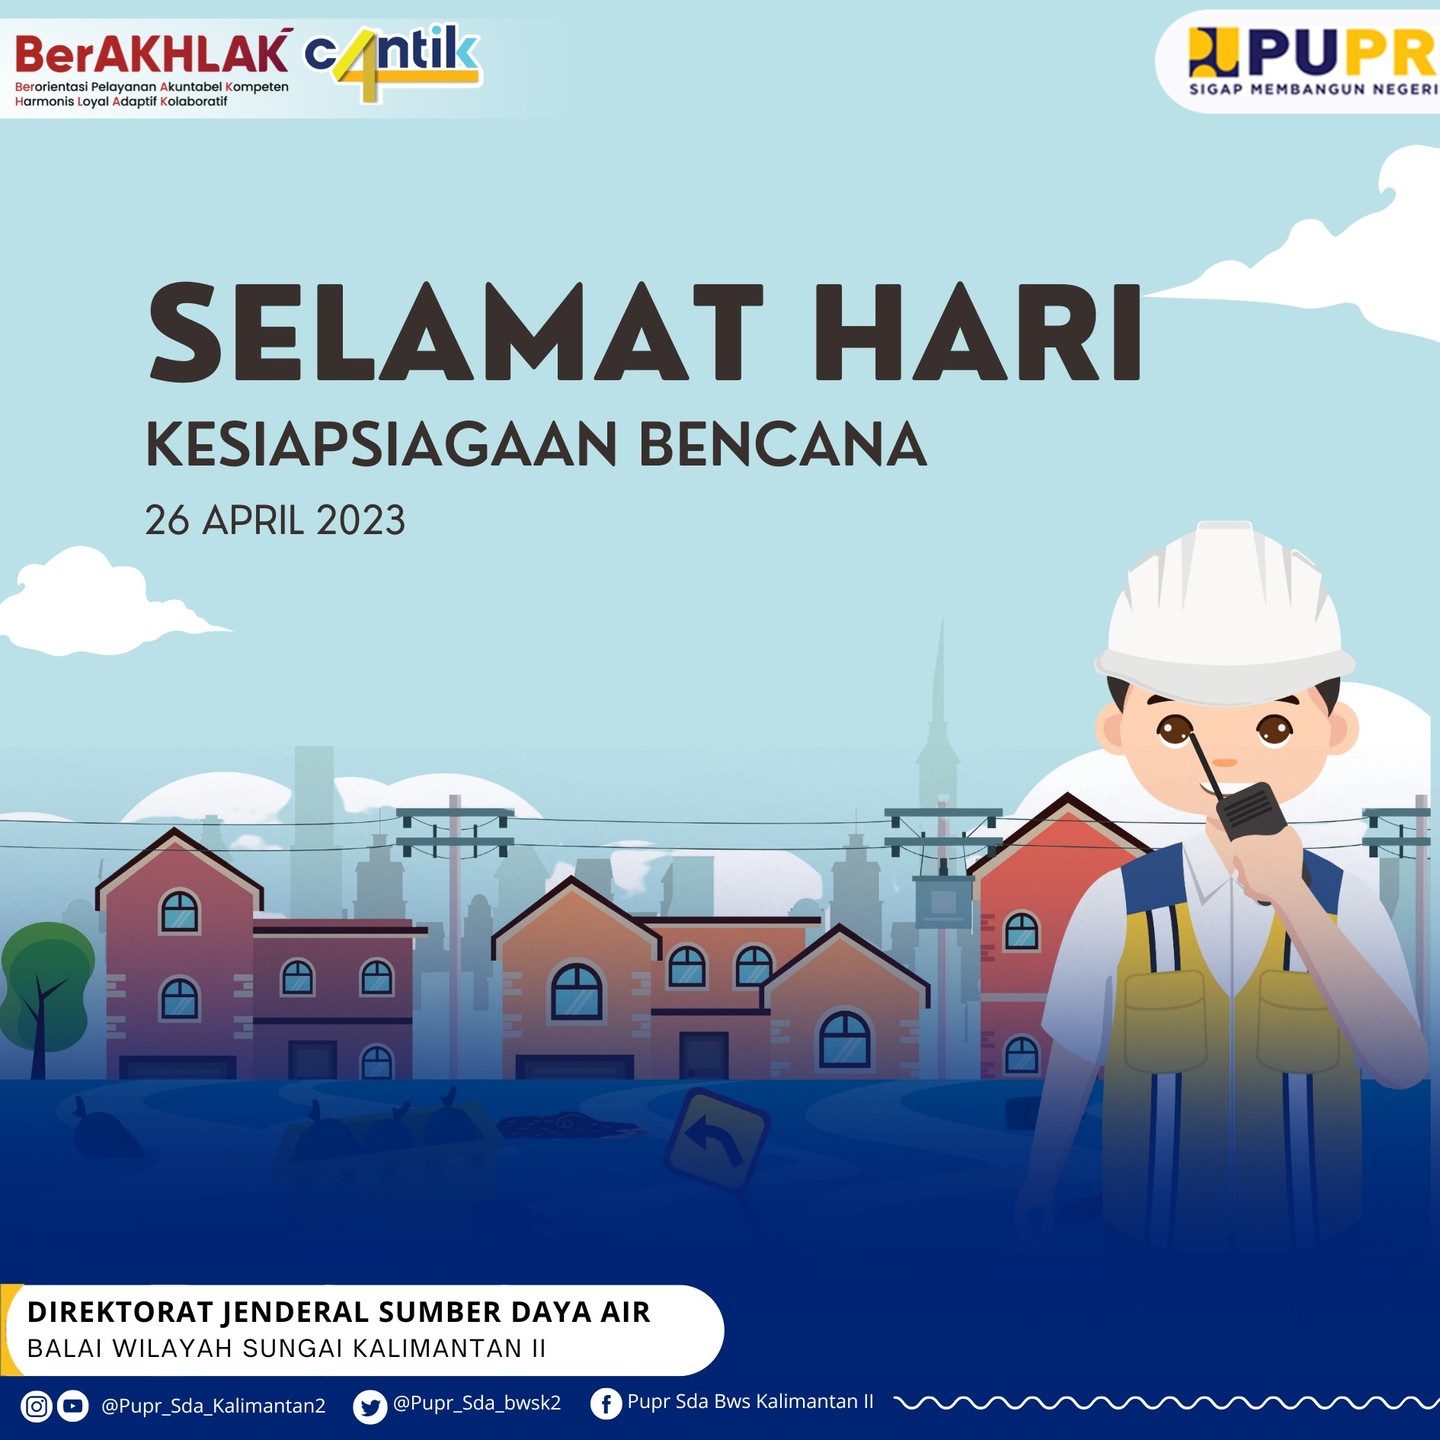 BerAKHLAK c4ntik
Berorientasi Pelayanan Akuntabel Kompeten
Harmonis Loyal Adaptif Kolaboratif
PUPR
SIGAP MEMBANGUN NEGERI
SELAMAT HARI
KESIAPSIAGAAN BENCANA
26 APRIL 2023
DIREKTORAT JENDERAL SUMBER DAYA AIR
BALAI WILAYAH SUNGAI KALIMANTAN II
@Pupr_Sda_Kalimantan2 @Pupr_Sda_bwsk2 Pupr Sda Bws Kalimantan II